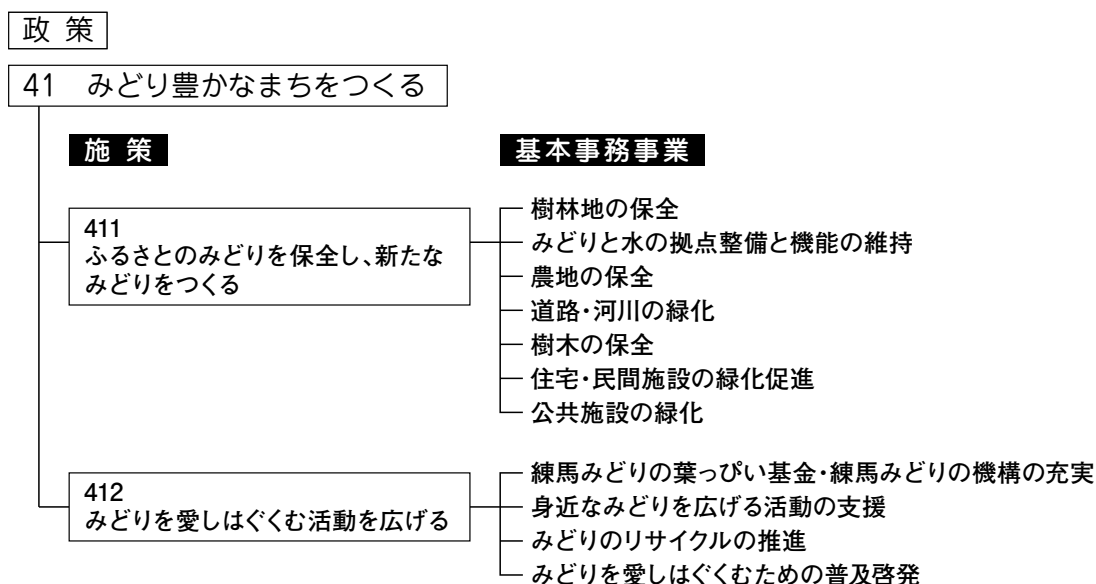 政 策
41 みどり豊かなまちをつくる
施 策
基本事務事業
411
ふるさとのみどりを保全し、新たな
みどりをつくる
樹林地の保全
みどりと水の拠点整備と機能の維持
農地の保全
道路・河川の緑化
樹木の保全
住宅・民間施設の緑化促進
公共施設の緑化
412
みどりを愛しはぐくむ活動を広げる
練馬みどりの葉っぴい基金・練馬みどりの機構の充実
身近なみどりを広げる活動の支援
みどりのリサイクルの推進
みどりを愛しはぐくむための普及啓発